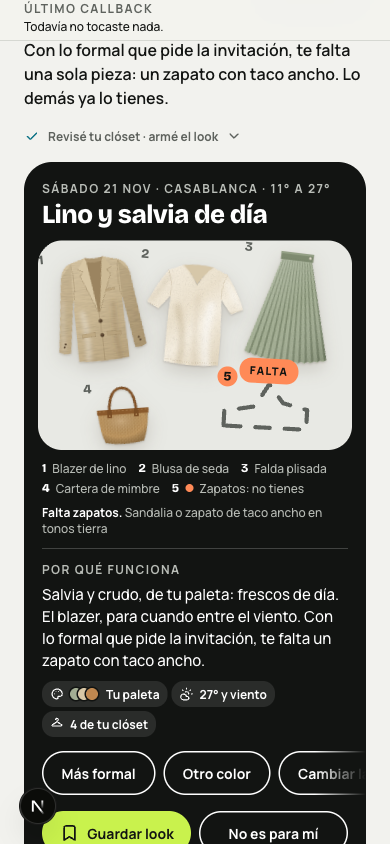 ÚLTIMO CALLBACK
Todavía no tocaste nada.
Con lo formal que pide la invitación, te falta
una sola pieza: un zapato con taco ancho. Lo
demás ya lo tienes.
Revisé tu clóset · armé el look
SÁBADO 21 NOV · CASABLANCA · 11° A 27°
Lino y salvia de día
1
2
3
4
5
FALTA
1 Blazer de lino 2 Blusa de seda 3 Falda plisada
4 Cartera de mimbre 5 Zapatos: no tienes
Falta zapatos. Sandalia o zapato de taco ancho en
tonos tierra
POR QUÉ FUNCIONA
Salvia y crudo, de tu paleta: frescos de día.
El blazer, para cuando entre el viento. Con
lo formal que pide la invitación, te falta un
zapato con taco ancho.
Tu paleta 27° y viento
4 de tu clóset
Más formal Otro color Cambiar
N Guardar look No es para mí